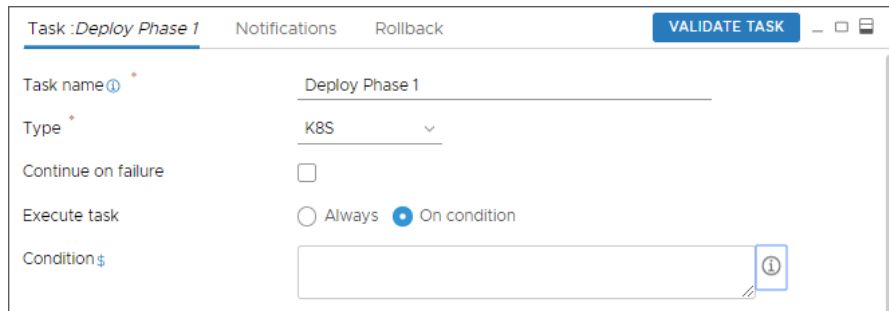 Task :Deploy Phase 1 Notifications Rollback VALIDATE TASK
Task name * Deploy Phase 1
Type * K8S
Continue on failure
Execute task Always On condition
Condition $